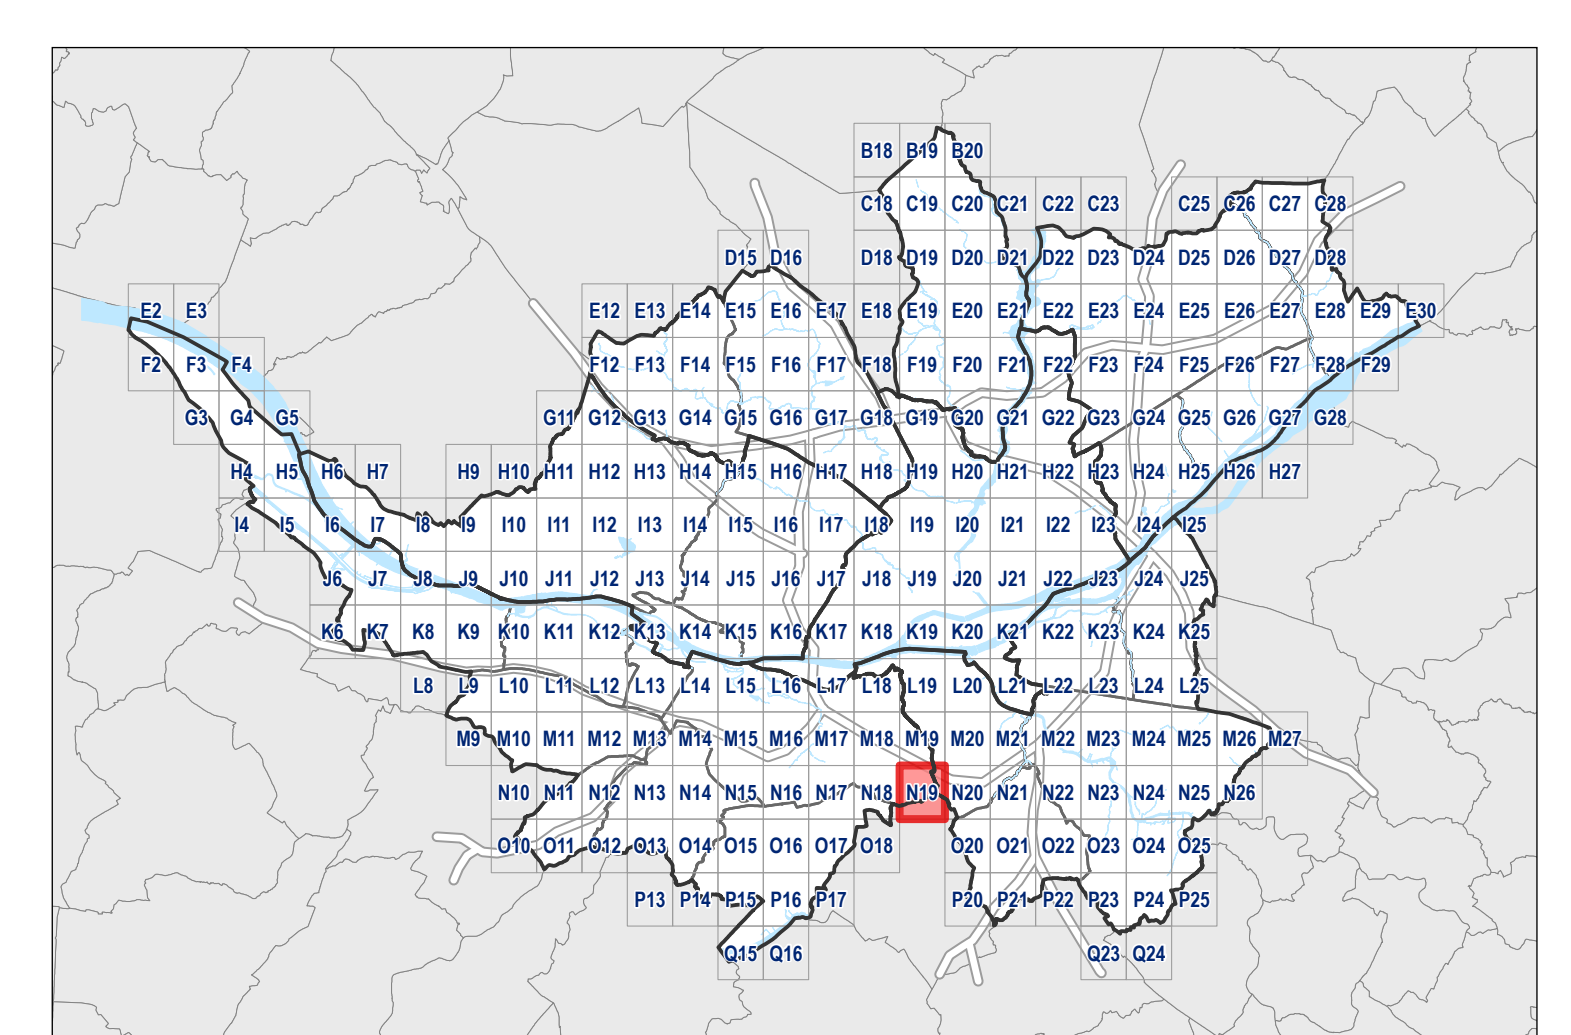 B18 B19 B20
C18 C19 C20 C21 C22 C23 C25 C26 C27 C28
D15 D16 D18 D19 D20 D21 D22 D23 D24 D25 D26 D27 D28
E2 E3 E12 E13 E14 E15 E16 E17 E18 E19 E20 E21 E22 E23 E24 E25 E26 E27 E28 E29 E30
F2 F3 F4 F12 F13 F14 F15 F16 F17 F18 F19 F20 F21 F22 F23 F24 F25 F26 F27 F28 F29
G3 G4 G5 G11 G12 G13 G14 G15 G16 G17 G18 G19 G20 G21 G22 G23 G24 G25 G26 G27 G28
H4 H5 H6 H7 H9 H10 H11 H12 H13 H14 H15 H16 H17 H18 H19 H20 H21 H22 H23 H24 H25 H26 H27
I4 I5 I6 I7 I8 I9 I10 I11 I12 I13 I14 I15 I16 I17 I18 I19 I20 I21 I22 I23 I24 I25
J6 J7 J8 J9 J10 J11 J12 J13 J14 J15 J16 J17 J18 J19 J20 J21 J22 J23 J24 J25
K6 K7 K8 K9 K10 K11 K12 K13 K14 K15 K16 K17 K18 K19 K20 K21 K22 K23 K24 K25
L8 L9 L10 L11 L12 L13 L14 L15 L16 L17 L18 L19 L20 L21 L22 L23 L24 L25
M9 M10 M11 M12 M13 M14 M15 M16 M17 M18 M19 M20 M21 M22 M23 M24 M25 M26 M27
N10 N11 N12 N13 N14 N15 N16 N17 N18 N19 N20 N21 N22 N23 N24 N25 N26
O10 O11 O12 O13 O14 O15 O16 O17 O18 O20 O21 O22 O23 O24 O25
P13 P14 P15 P16 P17 P20 P21 P22 P23 P24 P25
Q15 Q16 Q23 Q24